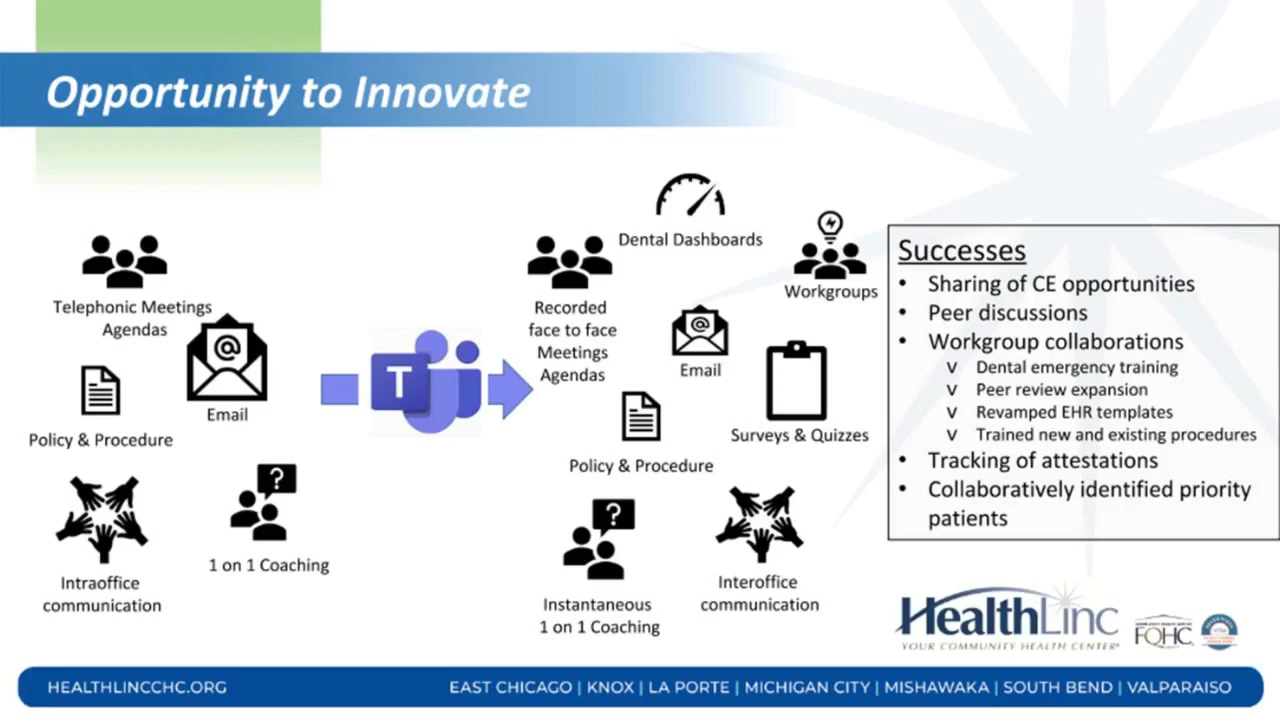 Opportunity to Innovate
Telephonic Meetings
Agendas
@
Email
Policy & Procedure
?
1 on 1 Coaching
Intraoffice
communication
T
Dental Dashboards
Recorded
face to face
Meetings
Agendas
Workgroups
@
Email
Surveys & Quizzes
Policy & Procedure
?
Instantaneous
1 on 1 Coaching
Interoffice
communication
Successes
• Sharing of CE opportunities
• Peer discussions
• Workgroup collaborations
v Dental emergency training
v Peer review expansion
v Revamped EHR templates
v Trained new and existing procedures
• Tracking of attestations
• Collaboratively identified priority
patients
HealthLinc
YOUR COMMUNITY HEALTH CENTER®
FQHC
HEALTHLINCCHC.ORG
EAST CHICAGO | KNOX | LA PORTE | MICHIGAN CITY | MISHAWAKA | SOUTH BEND | VALPARAISO